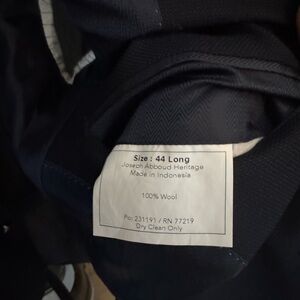 Size : 44 Long
Joseph Abboud Heritage
Made in Indonesia
100% Wool
Po: 231191 / RN 77219
Dry Clean Only